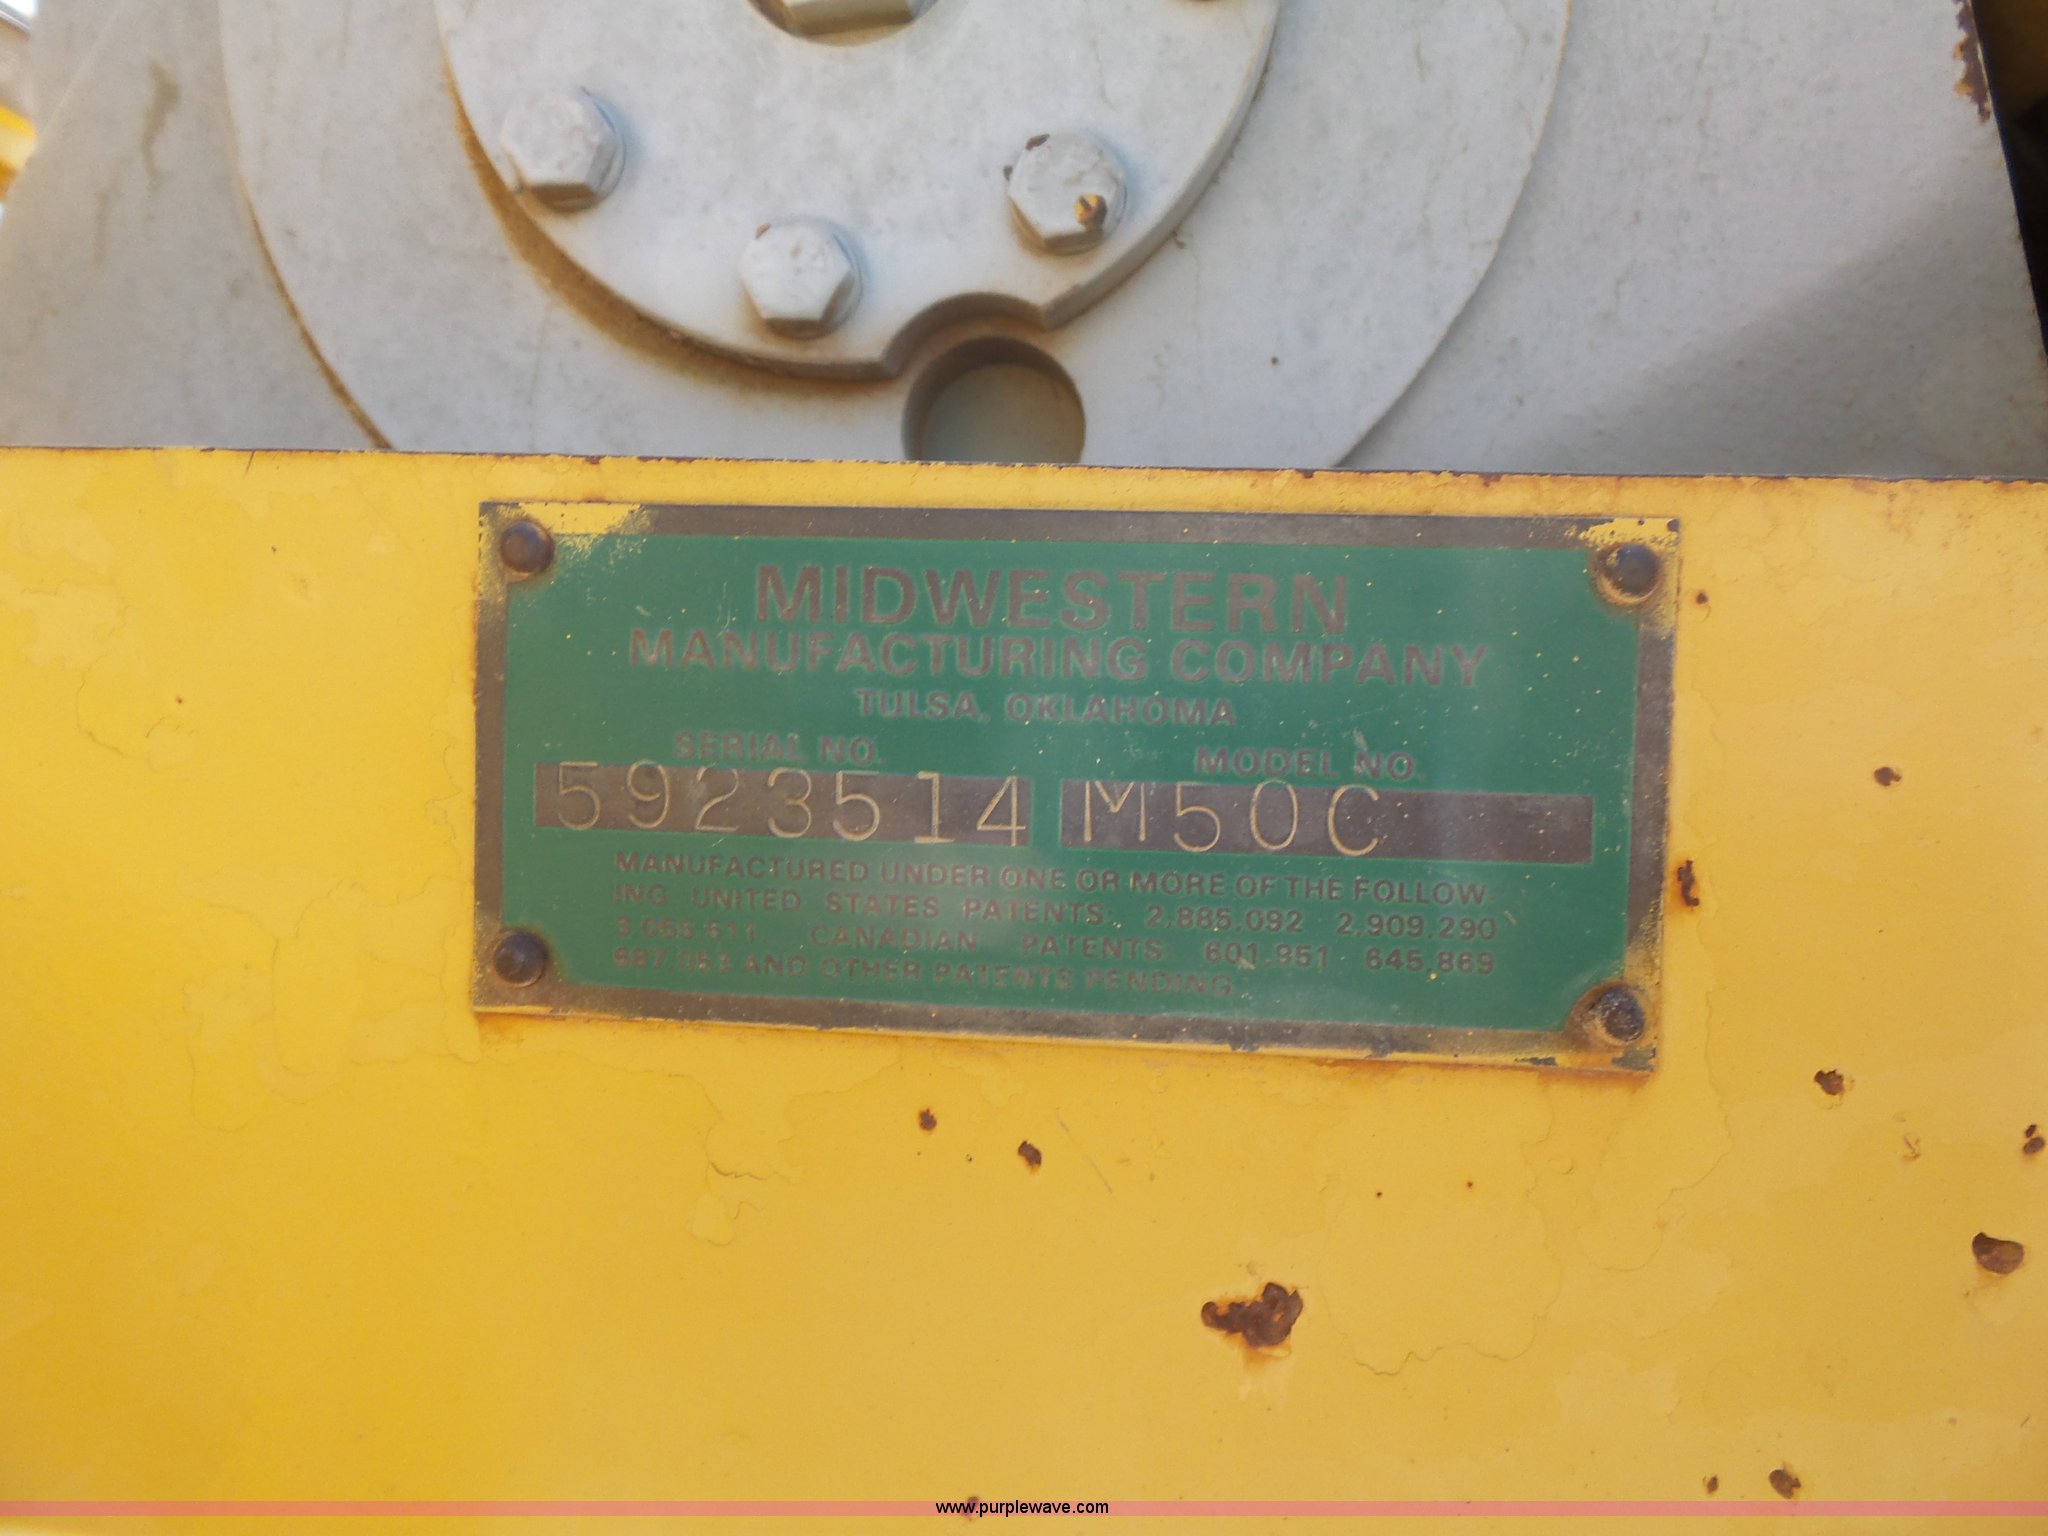 MIDWESTERN
MANUFACTURING COMPANY
TULSA, OKLAHOMA
SERIAL NO. MODEL NO.
5923514 M50C
MANUFACTURED UNDER ONE OR MORE OF THE FOLLOW-
ING UNITED STATES PATENTS: 2,885,092 2,909,290
CANADIAN PATENTS 601,851 645,869
AND OTHER PATENTS PENDING
www.purplewave.com